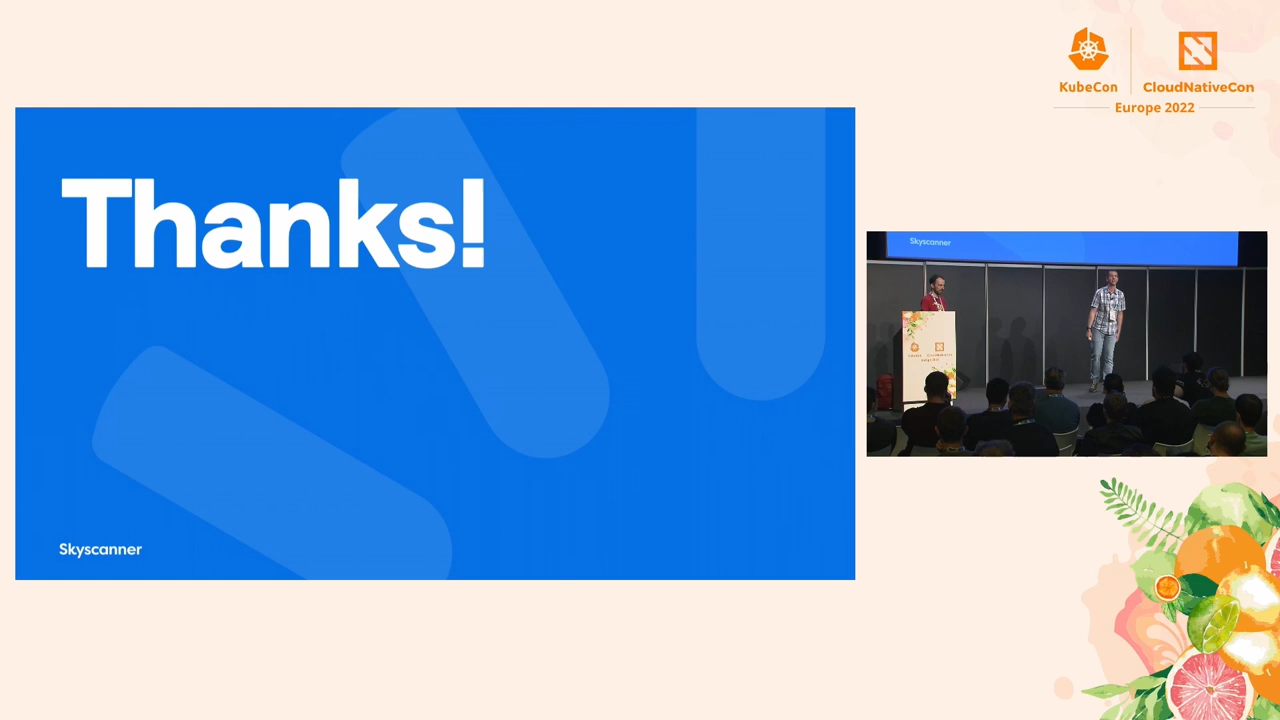 KubeCon
CloudNativeCon
Europe 2022
Thanks!
Skyscanner
Skyscanner